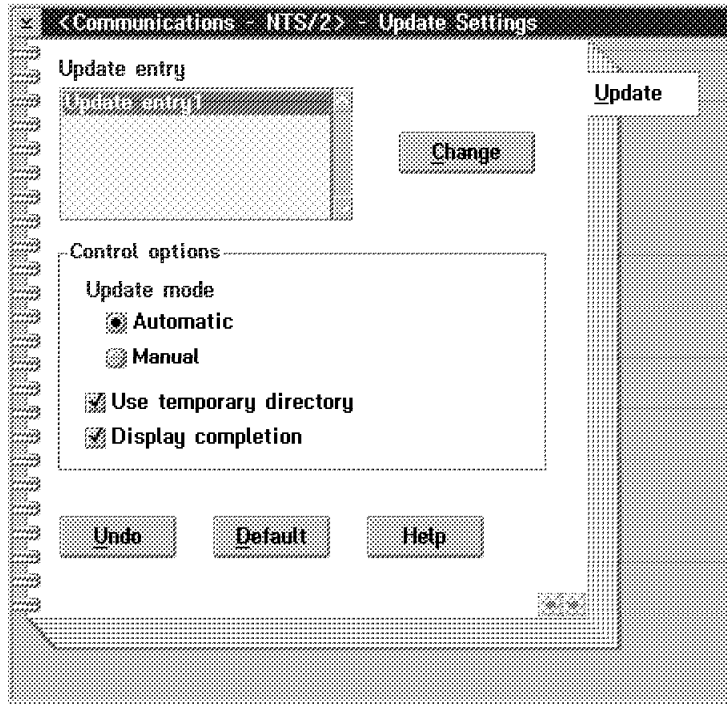 <Communications - NTS/2> - Update Settings
Update entry
Update entry1
Update
Change
Control options
Update mode
Automatic
Manual
Use temporary directory
Display completion
Undo
Default
Help